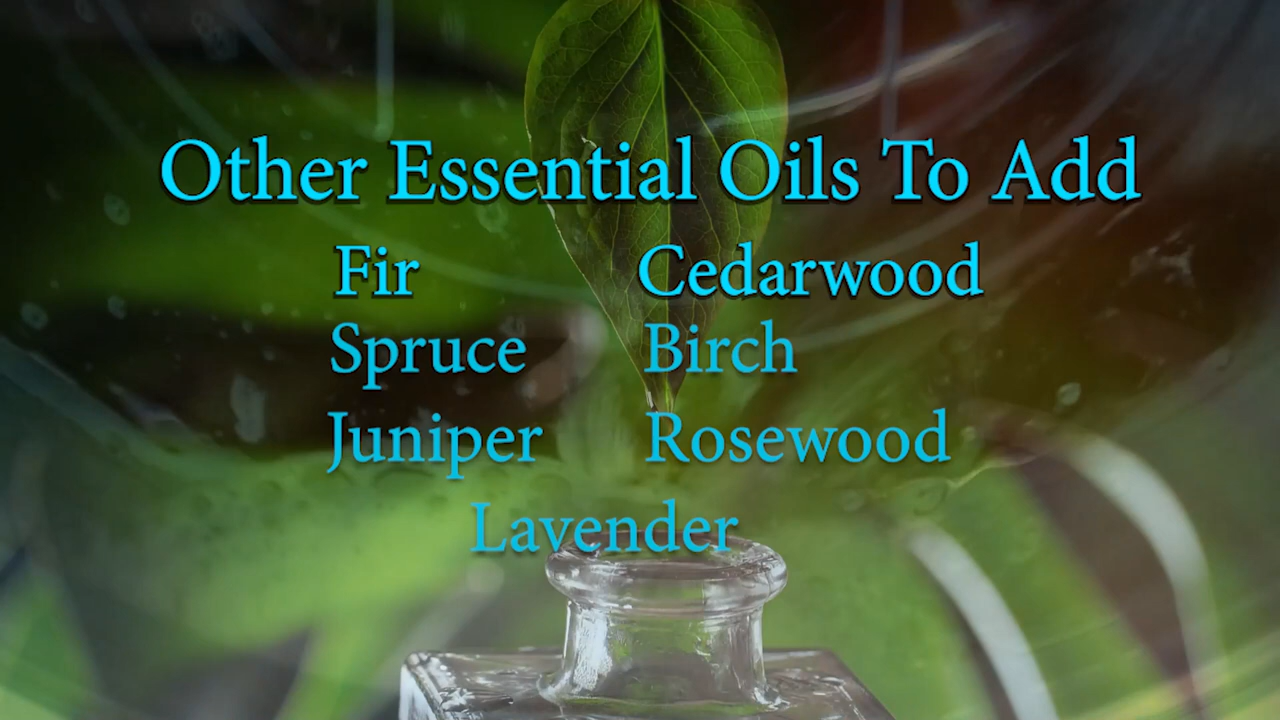 Other Essential Oils To Add
Fir Cedarwood
Spruce Birch
Juniper Rosewood
Lavender